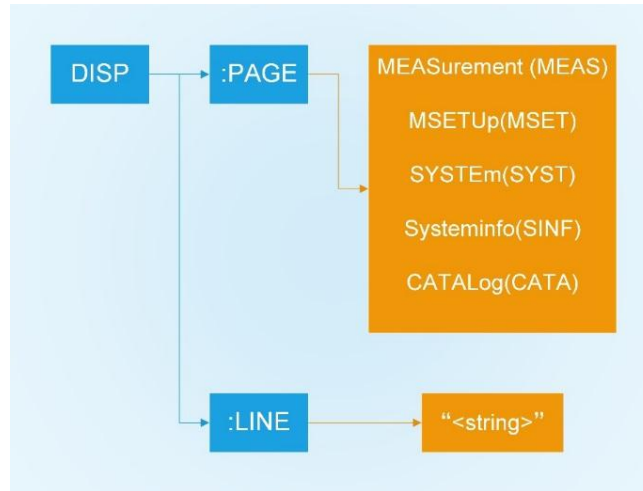 DISP
:PAGE
MEASurement (MEAS)
MSETUp(MSET)
SYSTEm(SYST)
Systeminfo(SINF)
CATALog(CATA)
:LINE
“<string>”